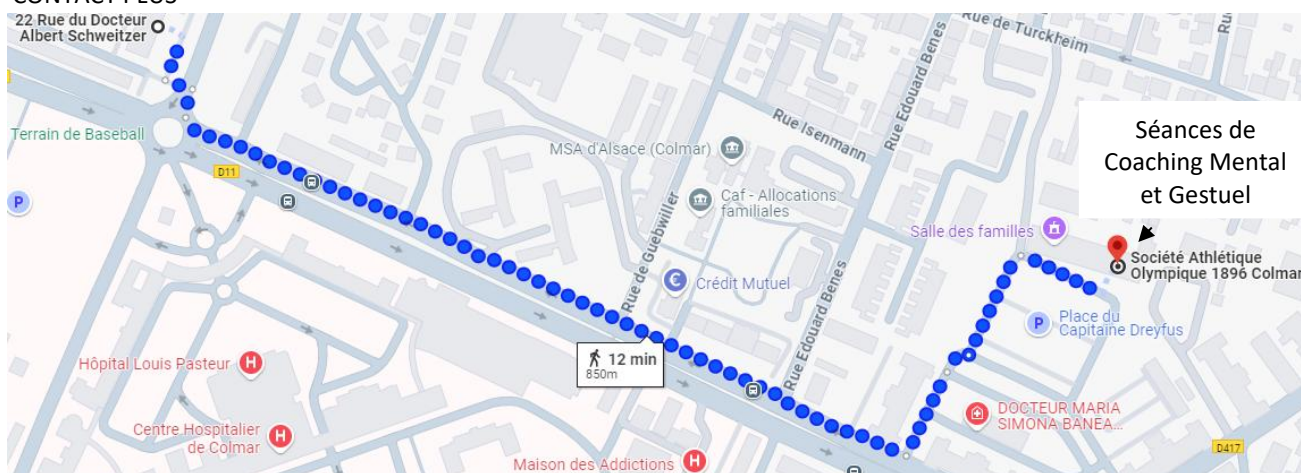 CONTACT PLUS
22 Rue du Docteur
Albert Schweitzer
Rue de Turckheim
Rue Edouard Benes
Terrain de Baseball
D11
P
MSA d'Alsace (Colmar)
Rue Isenmann
Caf - Allocations
familiales
Séances de
Coaching Mental
et Gestuel
Salle des familles
Société Athlétique
Olympique 1896 Colmar
Rue de Guebwiller
€ Crédit Mutuel
Rue Edouard Benes
P
Place du
Capitaine Dreyfus
12 min
850m
Hôpital Louis Pasteur H
Centre Hospitalier
de Colmar
H
DOCTEUR MARIA
SIMONA BANEA...
Maison des Addictions H
D417